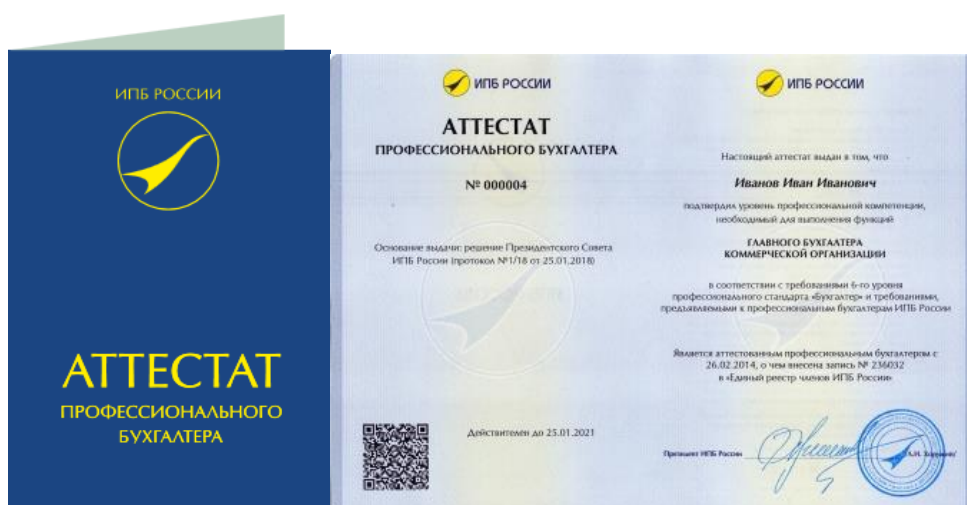 ИПБ РОССИИ
АТТЕСТАТ
ПРОФЕССИОНАЛЬНОГО
БУХГАЛТЕРА
ИПБ РОССИИ
АТТЕСТАТ
ПРОФЕССИОНАЛЬНОГО БУХГАЛТЕРА
№ 000004
Основание выдачи: решение Президентского Совета
ИПБ России (протокол №1/18 от 25.01.2018)
Действителен до 25.01.2021
ИПБ РОССИИ
Настоящий аттестат выдан в том, что
Иванов Иван Иванович
подтвердил уровень профессиональной компетенции,
необходимый для выполнения функций
ГЛАВНОГО БУХГАЛТЕРА
КОММЕРЧЕСКОЙ ОРГАНИЗАЦИИ
в соответствии с требованиями 6-го уровня
профессионального стандарта «Бухгалтер» и требованиями,
предъявляемыми к профессиональным бухгалтерам ИПБ России
Является аттестованным профессиональным бухгалтером с
26.02.2014, о чем внесена запись № 236032
в «Единый реестр членов ИПБ России»
Президент ИПБ России